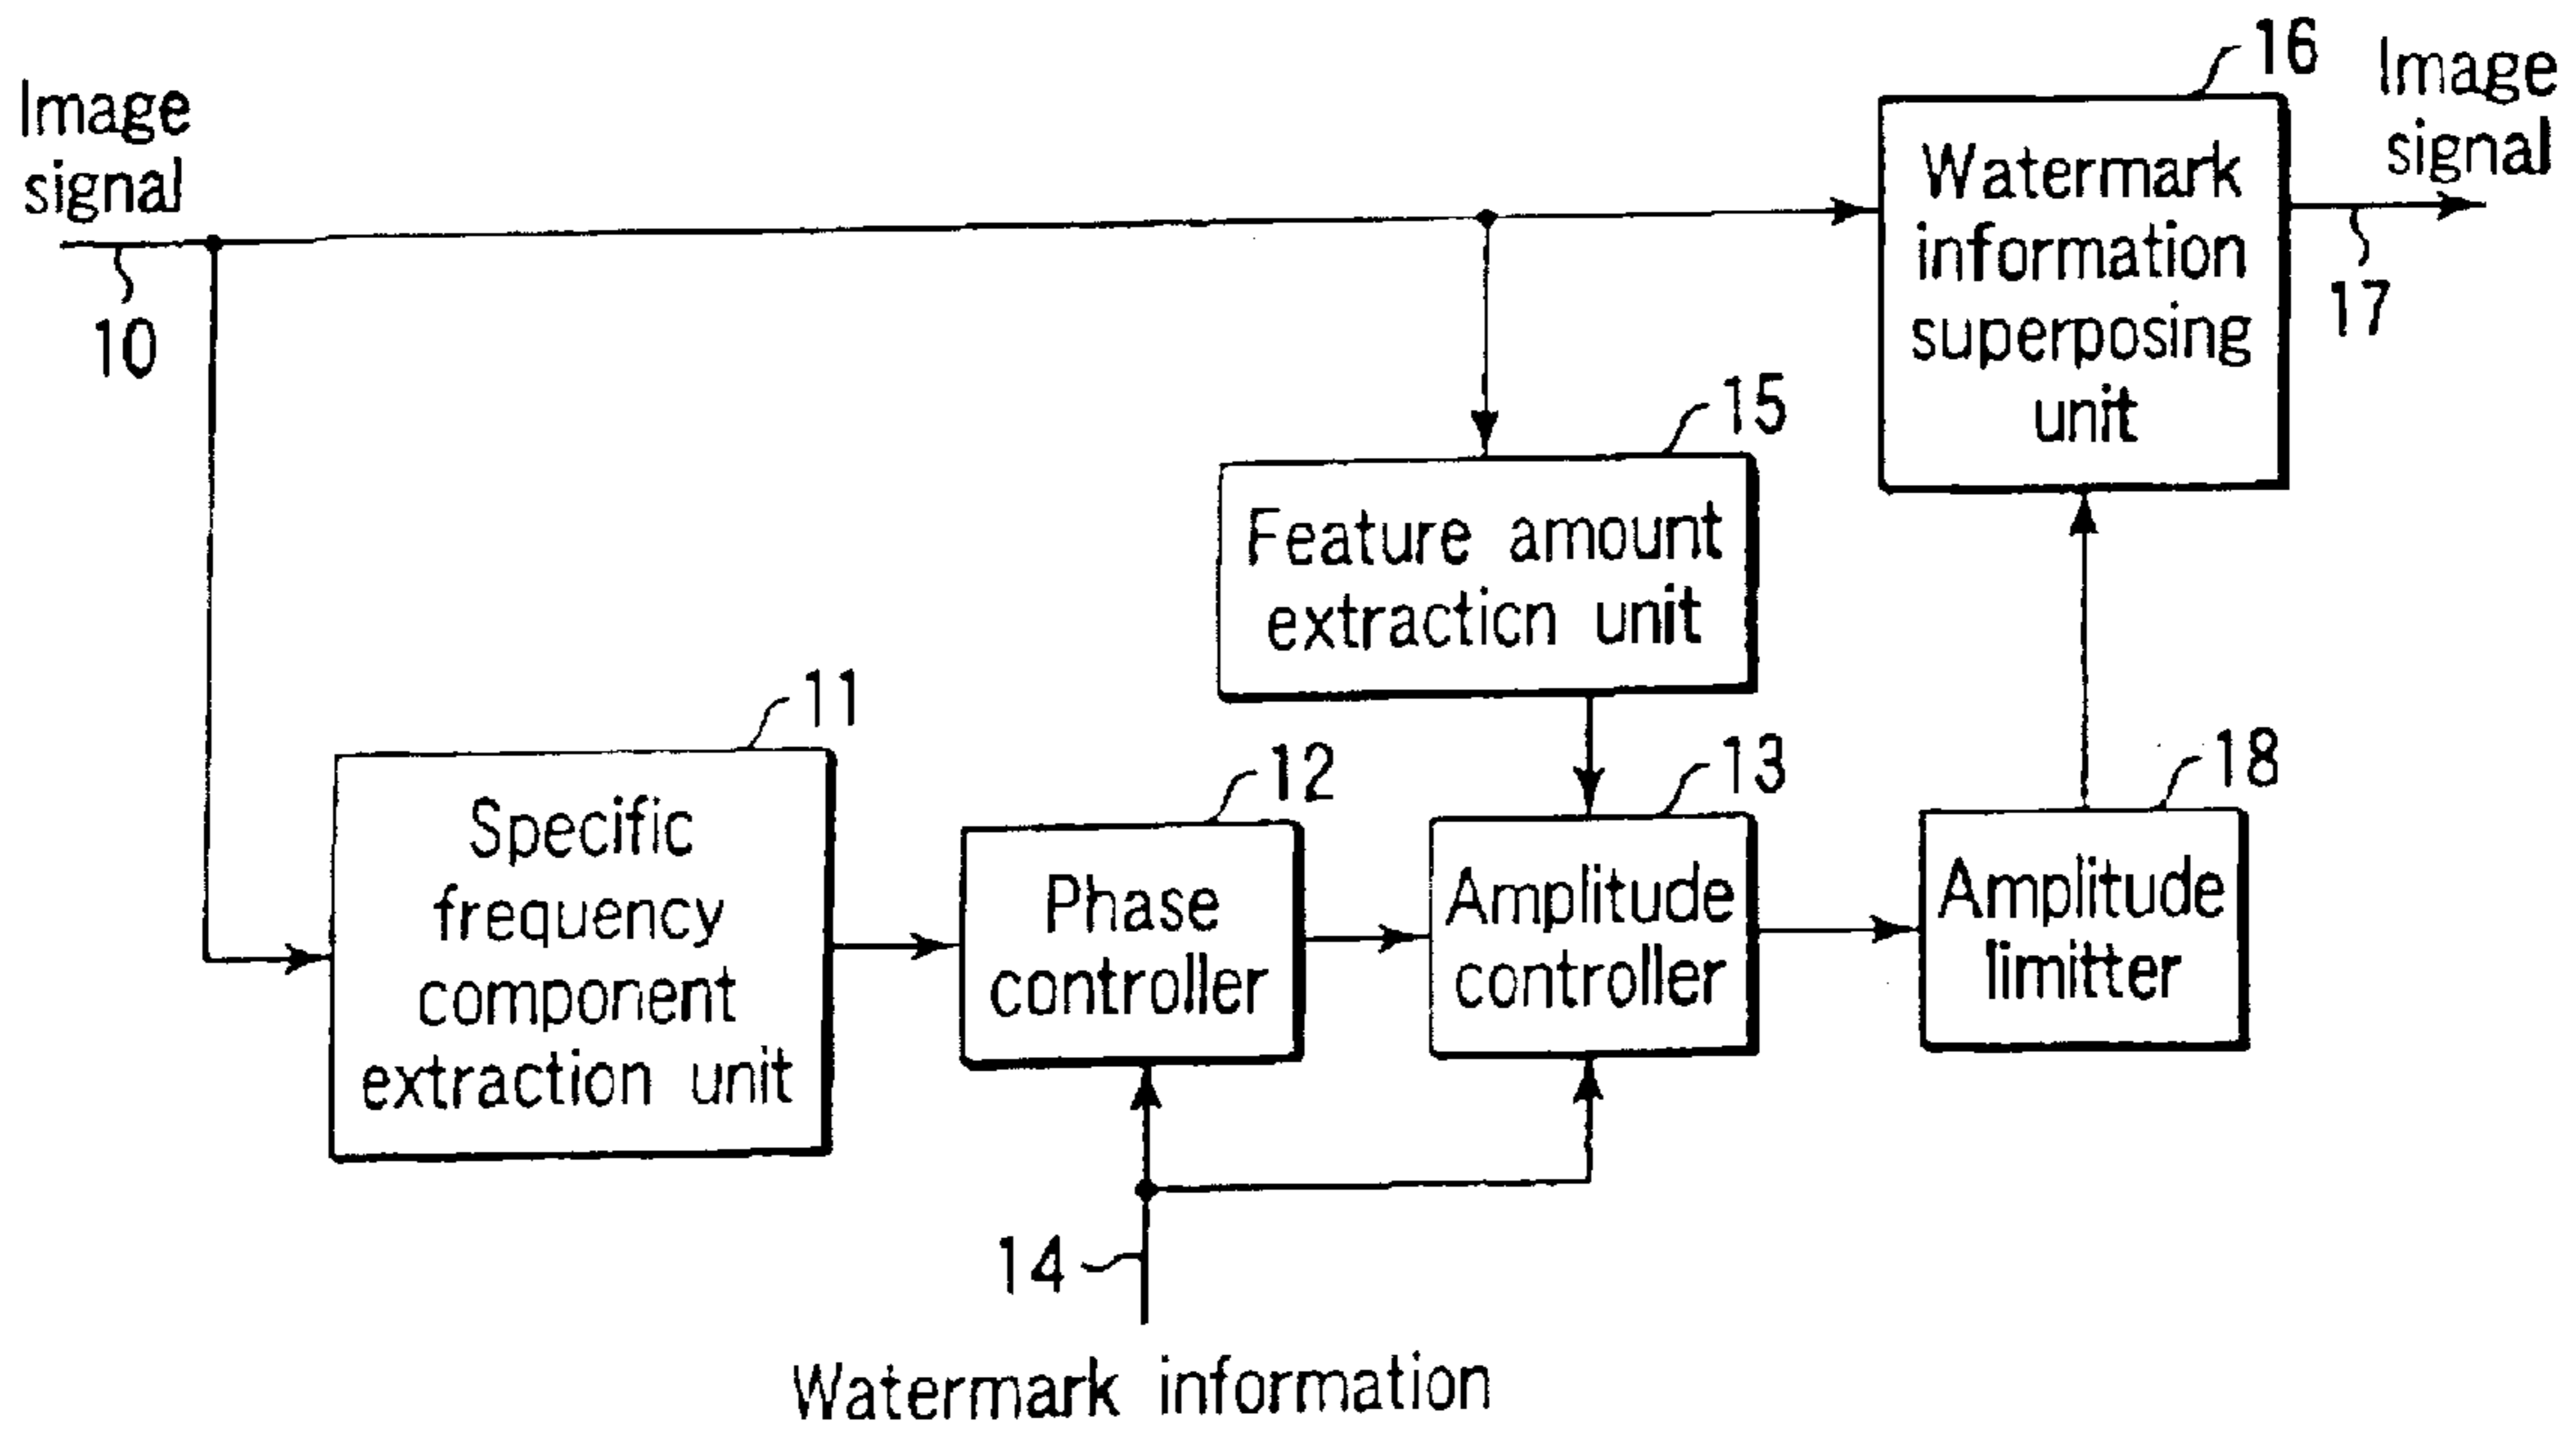 Image
signal
10
16
Image
signal
17
Watermark
information
superposing
unit
15
Feature amount
extraction unit
11
Specific
frequency
component
extraction unit
12
Phase
controller
13
Amplitude
controller
18
Amplitude
limitter
14
Watermark information